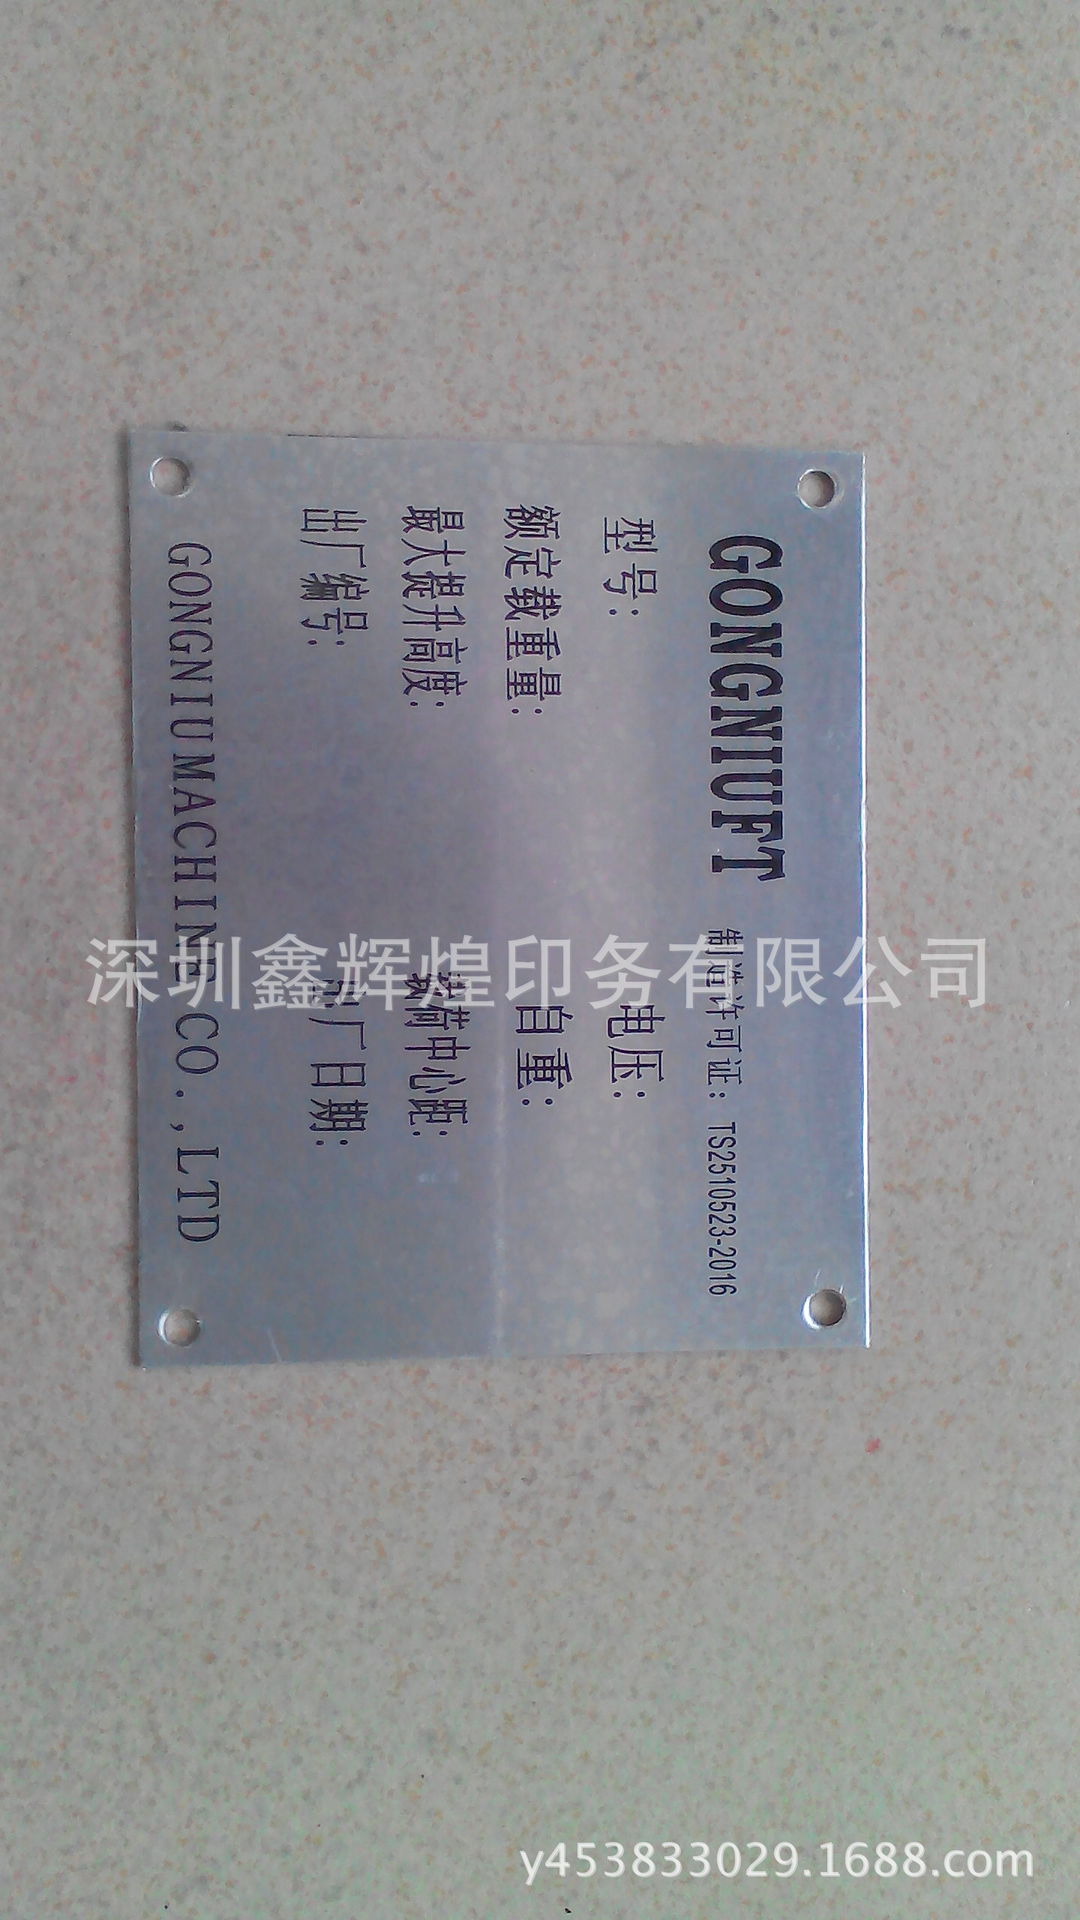 GONGNIUFT 制造许可证：TS2510523-2016
型号： 电压：
额定载重量： 自重：
最大提升高度： 载荷中心距：
出厂编号： 出厂日期：
GONGNIUMACHINE CO.,LTD
深圳鑫辉煌印务有限公司
y453833029.1688.com